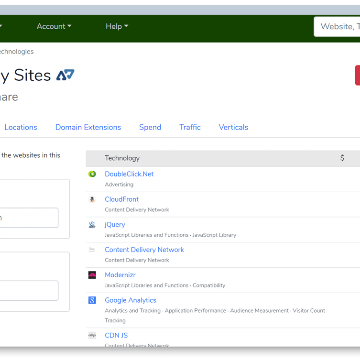 Account Help Website, T
echnologies
y Sites
are
Locations Domain Extensions Spend Traffic Verticals
the websites in this
Technology $
DoubleClick.Net
Advertising
CloudFront
Content Delivery Network
jQuery
JavaScript Libraries and Functions · JavaScript Library
Content Delivery Network
Content Delivery Network
Modernizr
JavaScript Libraries and Functions · Compatibility
Google Analytics
Analytics and Tracking · Application Performance · Audience Measurement · Visitor Count
Tracking
CDN JS
Content Delivery Network